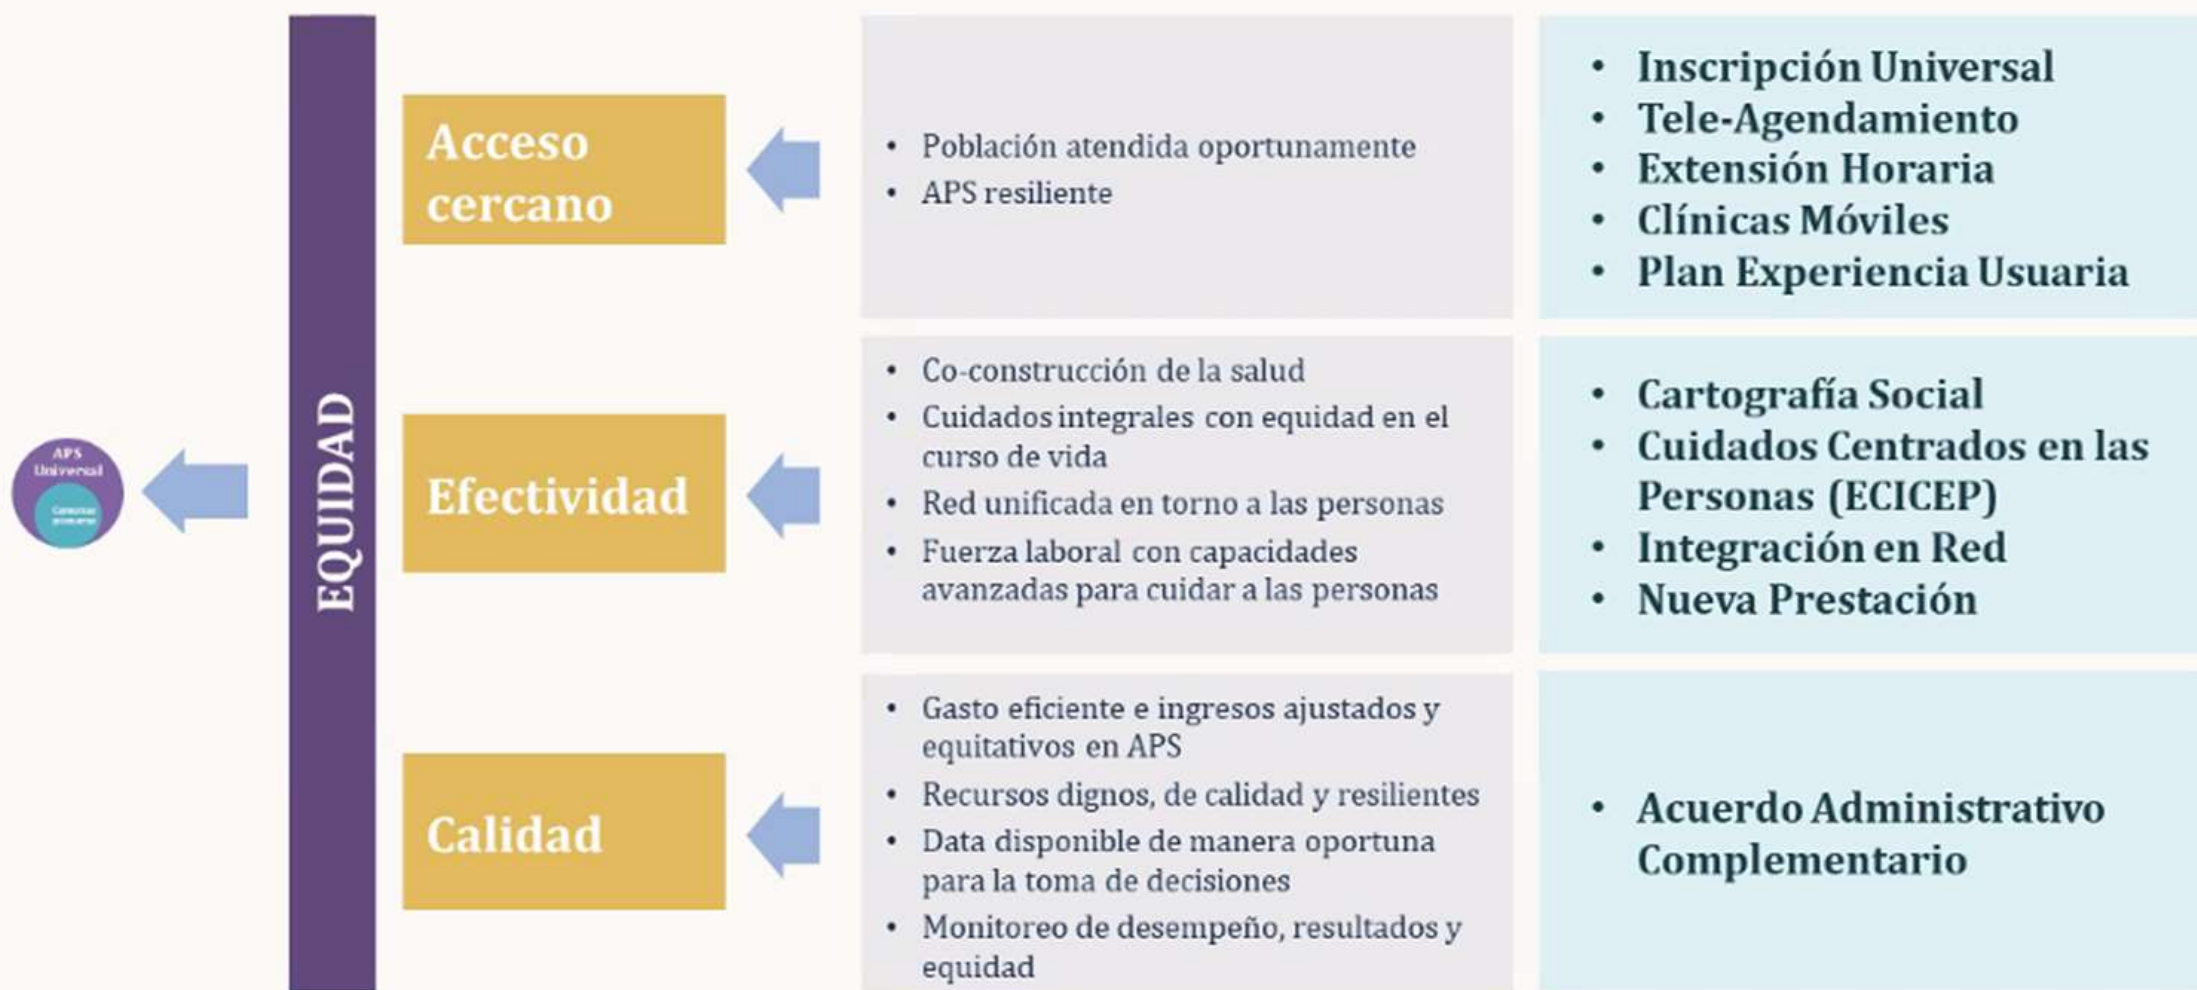 APS
Universal
EQUIDAD
Acceso
cercano
• Población atendida oportunamente
• APS resiliente
• Inscripción Universal
• Tele-Agendamiento
• Extensión Horaria
• Clínicas Móviles
• Plan Experiencia Usuaria
Efectividad
• Co-construcción de la salud
• Cuidados integrales con equidad en el
curso de vida
• Red unificada en torno a las personas
• Fuerza laboral con capacidades
avanzadas para cuidar a las personas
• Cartografía Social
• Cuidados Centrados en las
Personas (ECICEP)
• Integración en Red
• Nueva Prestación
Calidad
• Gasto eficiente e ingresos ajustados y
equitativos en APS
• Recursos dignos, de calidad y resilientes
• Data disponible de manera oportuna
para la toma de decisiones
• Monitoreo de desempeño, resultados y
equidad
• Acuerdo Administrativo
Complementario